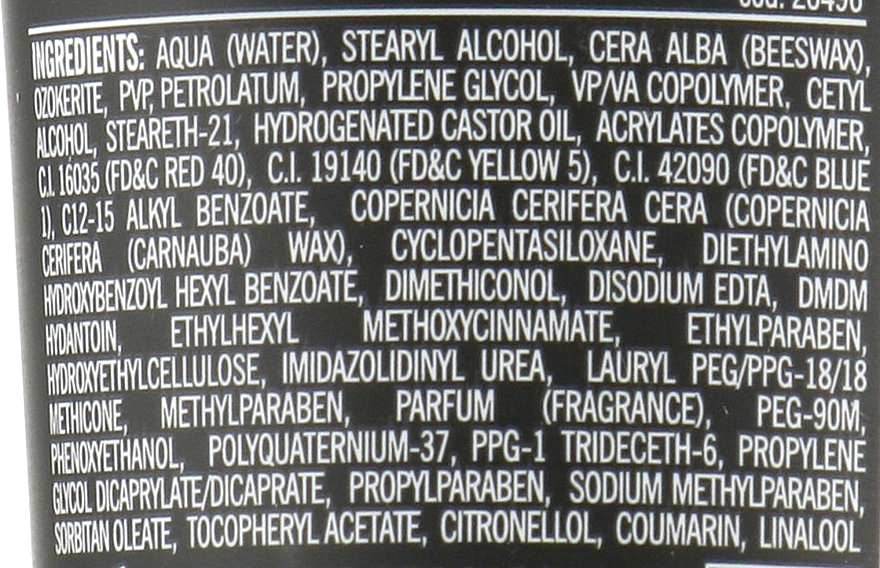 INGREDIENTS: AQUA (WATER), STEARYL ALCOHOL, CERA ALBA (BEESWAX),
OZOKERITE, PVP, PETROLATUM, PROPYLENE GLYCOL, VP/VA COPOLYMER, CETYL
ALCOHOL, STEARETH-21, HYDROGENATED CASTOR OIL, ACRYLATES COPOLYMER,
C.I. 16035 (FD&C RED 40), C.I. 19140 (FD&C YELLOW 5), C.I. 42090 (FD&C BLUE
1), C12-15 ALKYL BENZOATE, COPERNICIA CERIFERA CERA (COPERNICIA
CERIFERA (CARNAUBA) WAX), CYCLOPENTASILOXANE, DIETHYLAMINO
HYDROXYBENZOYL HEXYL BENZOATE, DIMETHICONOL, DISODIUM EDTA, DMDM
HYDANTOIN, ETHYLHEXYL METHOXYCINNAMATE, ETHYLPARABEN,
HYDROXYETHYLCELLULOSE, IMIDAZOLIDINYL UREA, LAURYL PEG/PPG-18/18
METHICONE, METHYLPARABEN, PARFUM (FRAGRANCE), PEG-90M,
PHENOXYETHANOL, POLYQUATERNIUM-37, PPG-1 TRIDECETH-6, PROPYLENE
GLYCOL DICAPRYLATE/DICAPRATE, PROPYLPARABEN, SODIUM METHYLPARABEN,
SORBITAN OLEATE, TOCOPHERYL ACETATE, CITRONELLOL, COUMARIN, LINALOOL